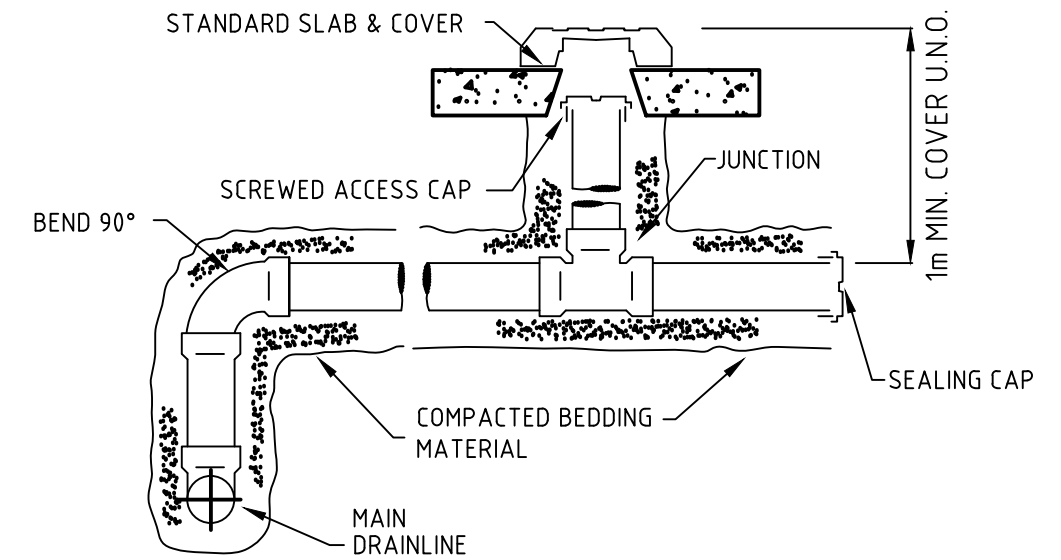 STANDARD SLAB & COVER
1m MIN. COVER U.N.O.
JUNCTION
SCREWED ACCESS CAP
BEND 90°
SEALING CAP
COMPACTED BEDDING
MATERIAL
MAIN
DRAINLINE